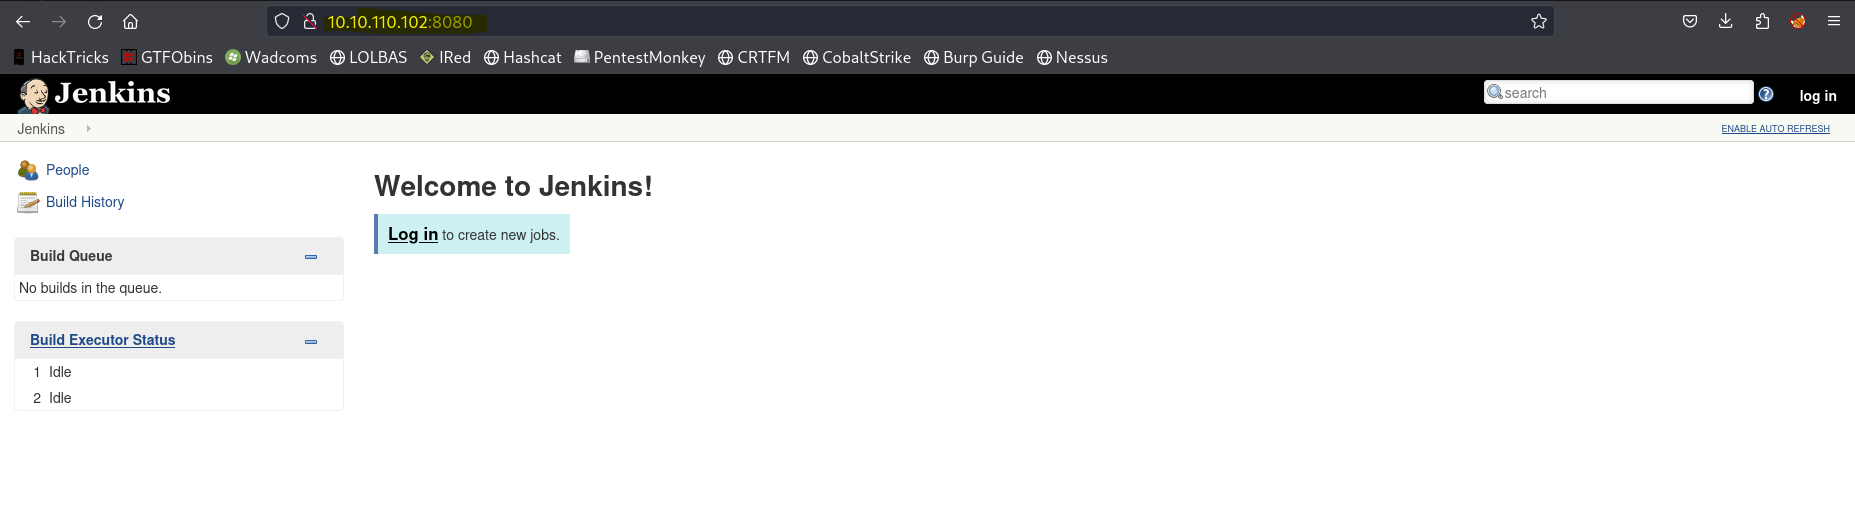 10.10.110.102:8080
HackTricks GTFObins Wadcoms LOLBAS IRed Hashcat PentestMonkey CRTFM CobaltStrike Burp Guide Nessus
Jenkins search ? log in
Jenkins ENABLE AUTO REFRESH
People
Build History
Welcome to Jenkins!
Log in to create new jobs.
Build Queue
No builds in the queue.
Build Executor Status
1 Idle
2 Idle